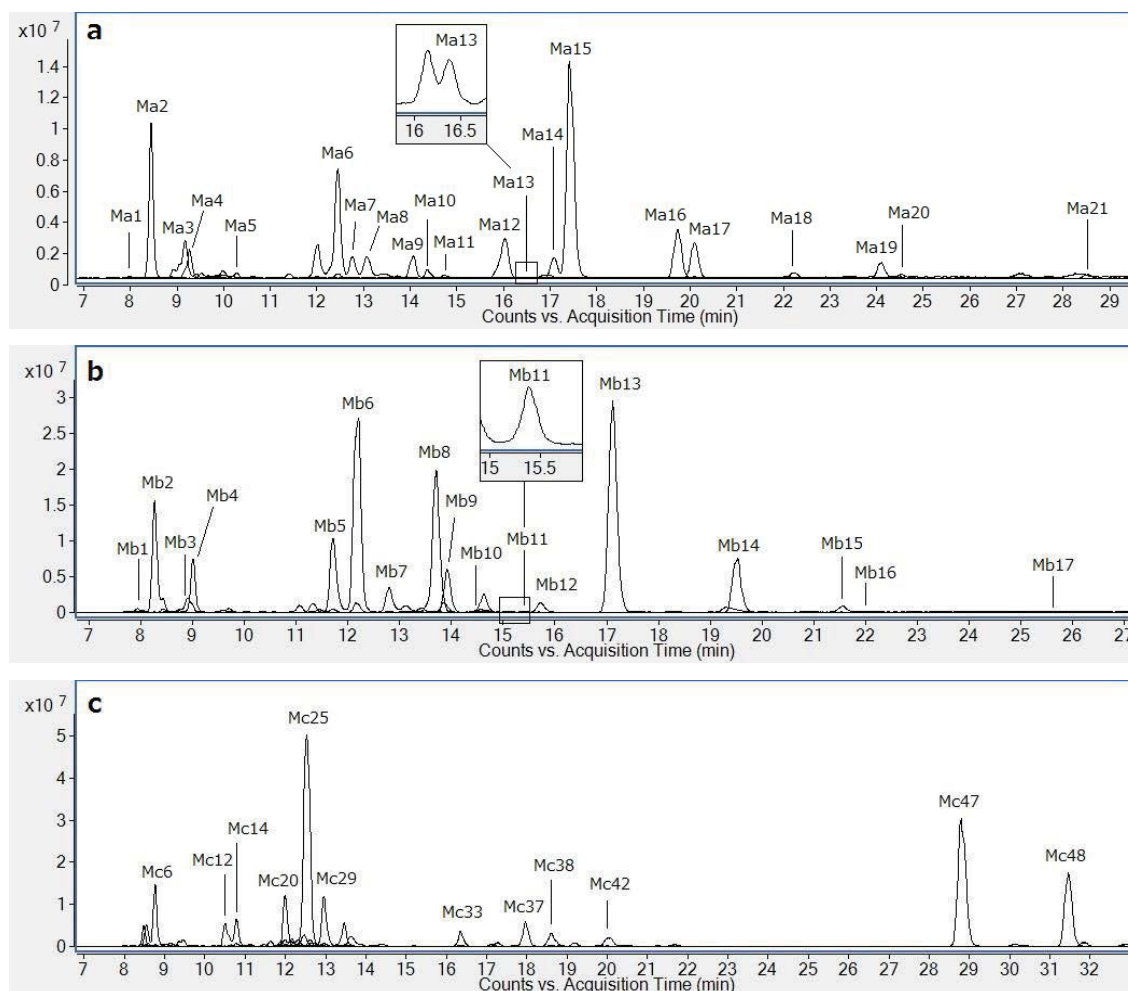 x10 7 a
1.4
1.2
1
0.8
0.6
0.4
0.2
0
Ma1 Ma2 Ma3 Ma4 Ma5 Ma6 Ma7 Ma8 Ma9 Ma10 Ma11 Ma12 Ma13 Ma14 Ma15 Ma16 Ma17 Ma18 Ma19 Ma20 Ma21
Ma13
16 16.5
7 8 9 10 11 12 13 14 15 16 17 18 19 20 21 22 23 24 25 26 27 28 29
Counts vs. Acquisition Time (min)
x10 7 b
3
2.5
2
1.5
1
0.5
0
Mb1 Mb2 Mb3 Mb4 Mb5 Mb6 Mb7 Mb8 Mb9 Mb10 Mb11 Mb12 Mb13 Mb14 Mb15 Mb16 Mb17
Mb11
15 15.5
7 8 9 10 11 12 13 14 15 16 17 18 19 20 21 22 23 24 25 26 27
Counts vs. Acquisition Time (min)
x10 7 c
5
4
3
2
1
0
Mc6 Mc12 Mc14 Mc20 Mc25 Mc29 Mc33 Mc37 Mc38 Mc42 Mc47 Mc48
7 8 9 10 11 12 13 14 15 16 17 18 19 20 21 22 23 24 25 26 27 28 29 30 31 32
Counts vs. Acquisition Time (min)